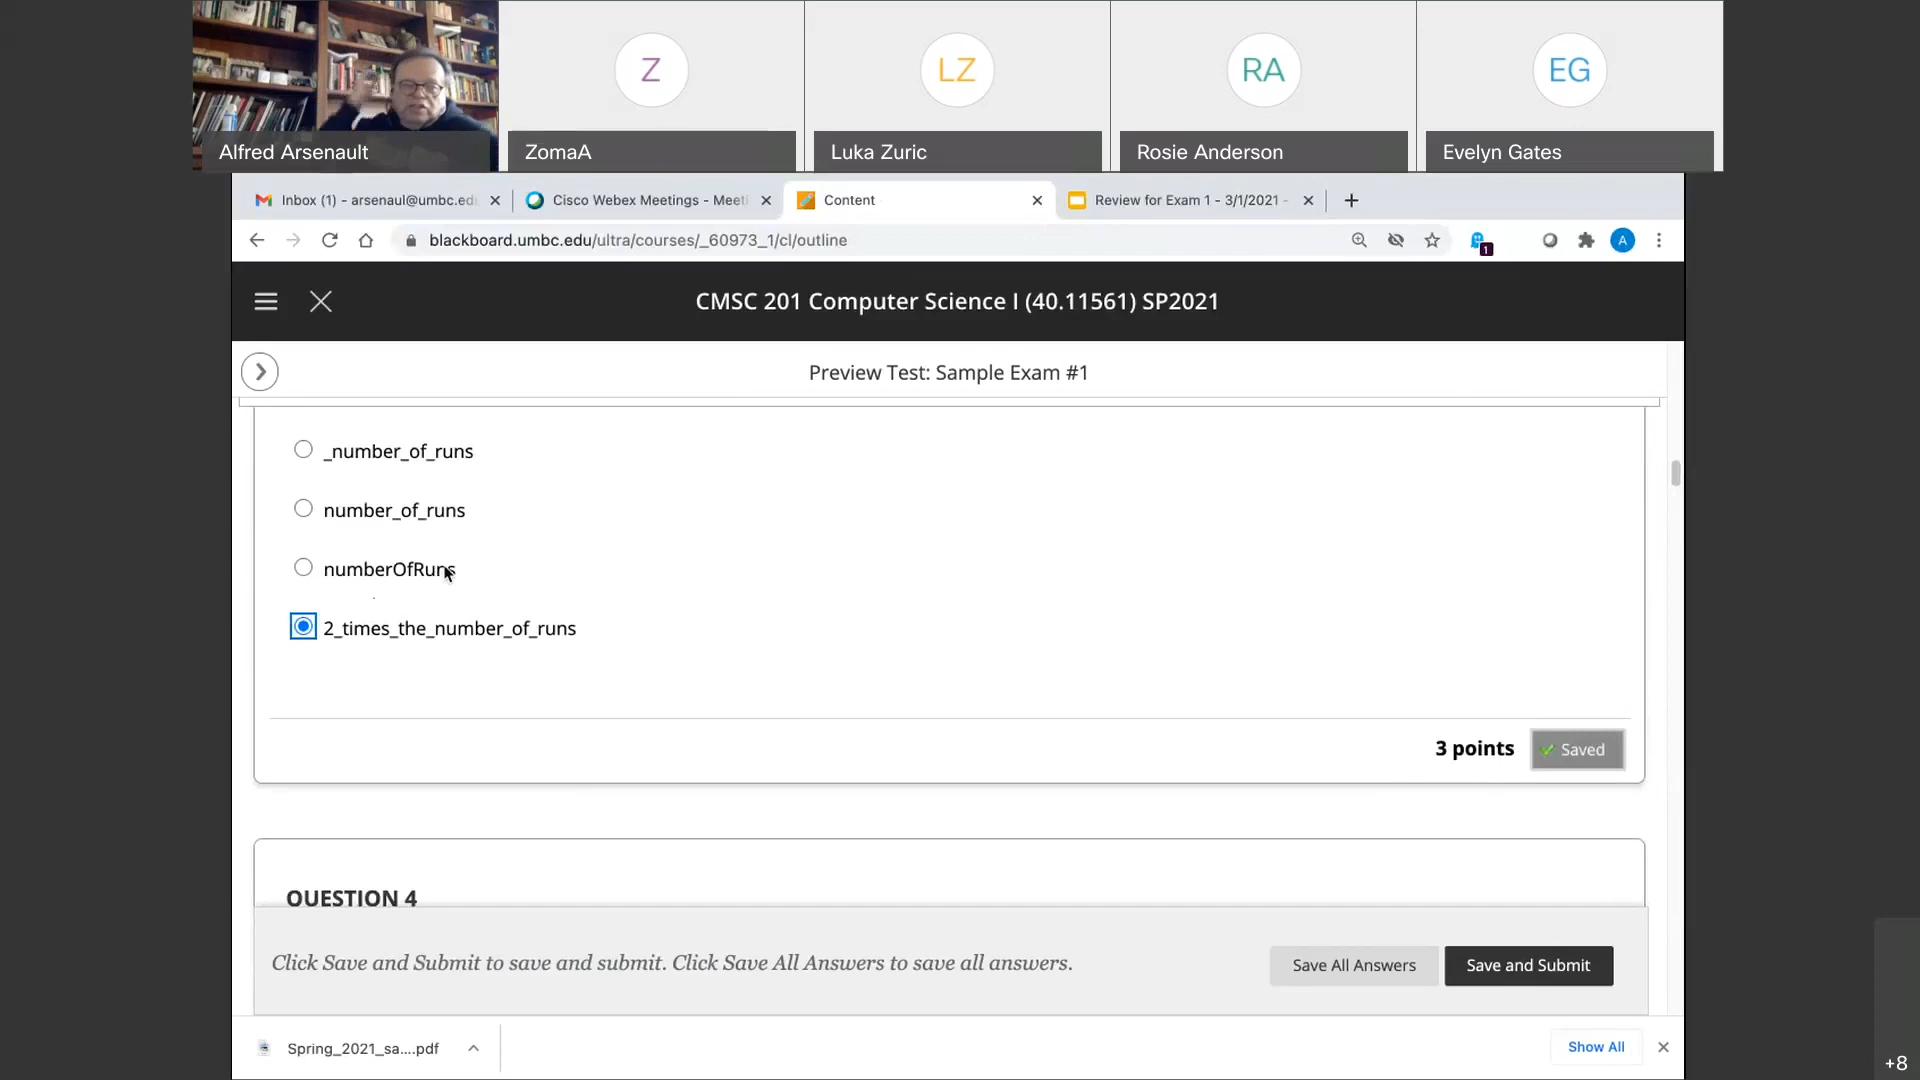 Z
LZ
RA
EG
Alfred Arsenault
ZomaA
Luka Zuric
Rosie Anderson
Evelyn Gates
Inbox (1) - arsenaul@umbc.ed
Cisco Webex Meetings - Meet
Content
Review for Exam 1 - 3/1/2021 -
blackboard.umbc.edu/ultra/courses/_60973_1/cl/outline
1
A
CMSC 201 Computer Science I (40.11561) SP2021
Preview Test: Sample Exam #1
_number_of_runs
number_of_runs
numberOfRuns
2_times_the_number_of_runs
3 points
Saved
QUESTION 4
Click Save and Submit to save and submit. Click Save All Answers to save all answers.
Save All Answers
Save and Submit
Spring_2021_sa....pdf
Show All
+8